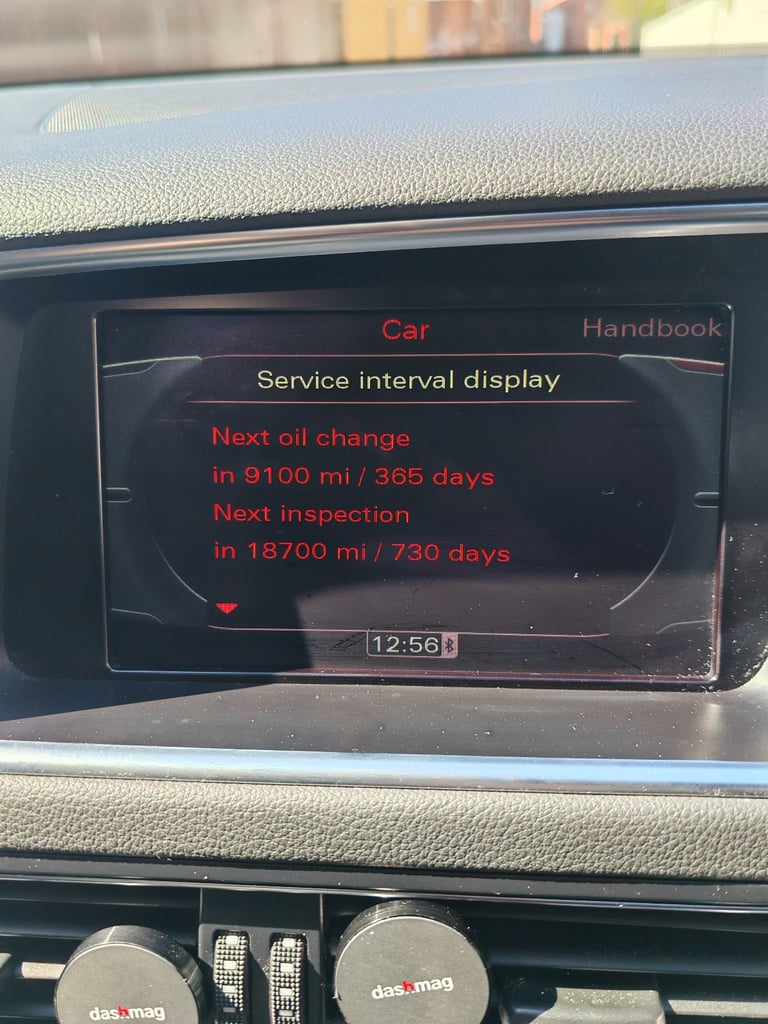 Car
Handbook
Service interval display
Next oil change
in 9100 mi / 365 days
Next inspection
in 18700 mi / 730 days
12:56
dashmag
dashmag